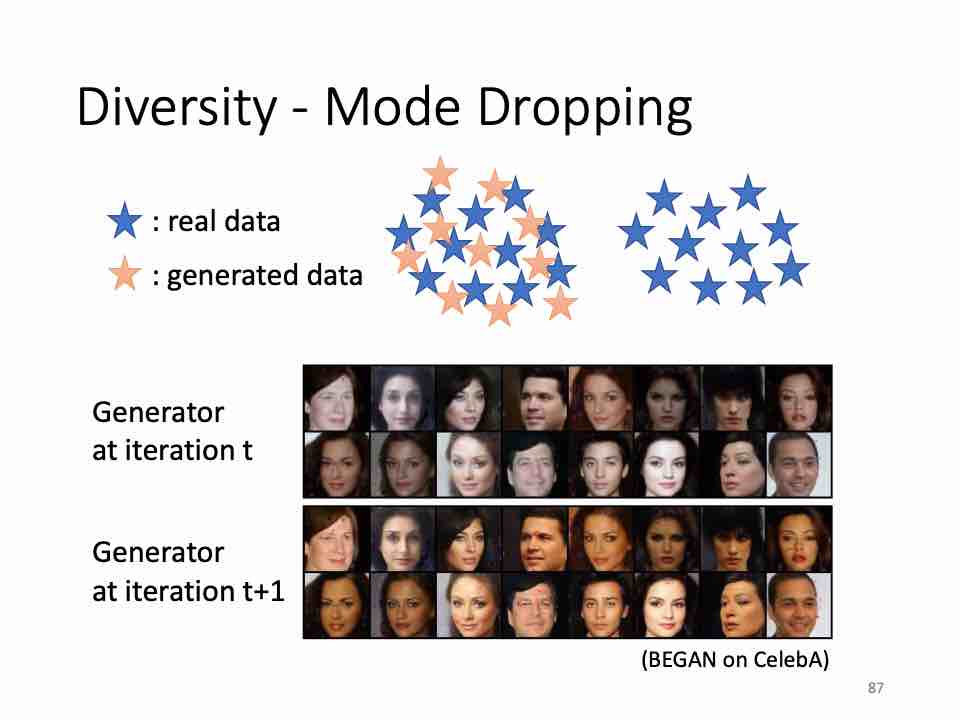 Diversity - Mode Dropping
: real data
: generated data
Generator
at iteration t
Generator
at iteration t+1
(BEGAN on CelebA)
87